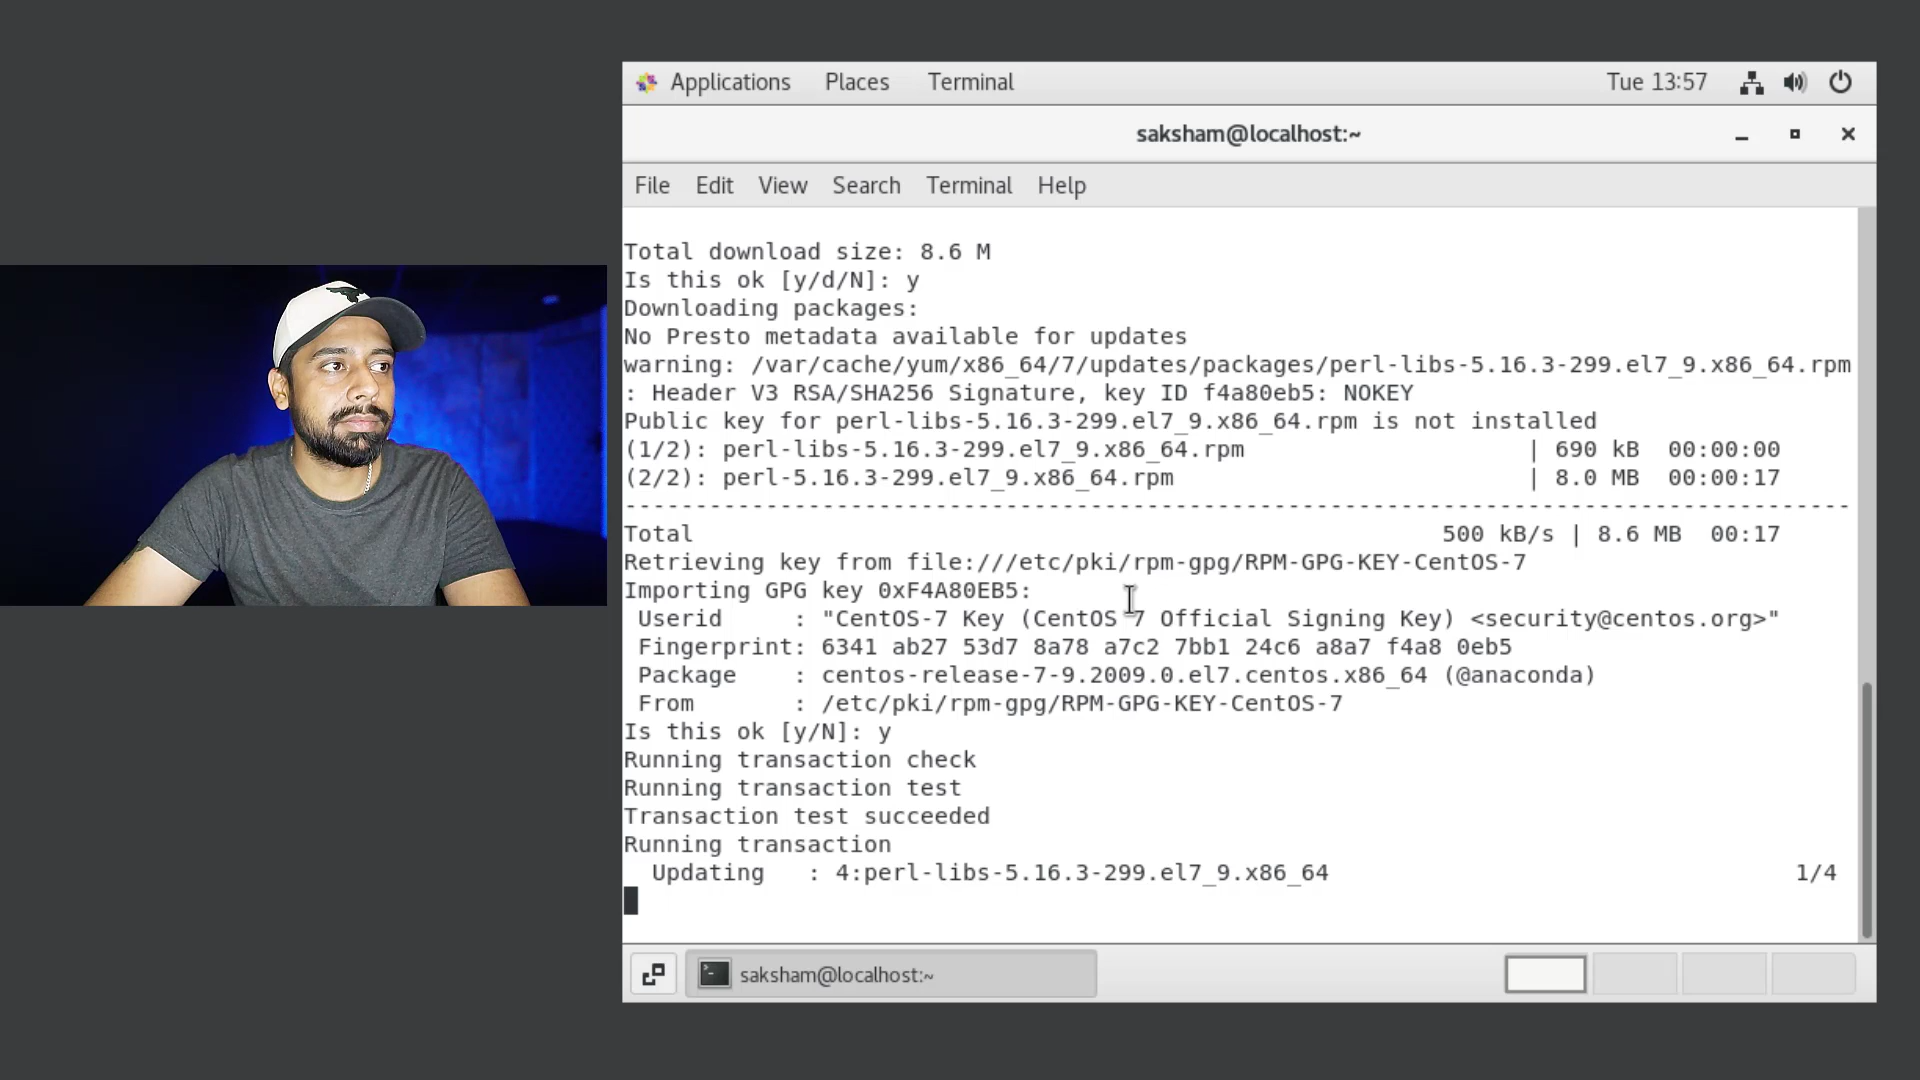 Applications Places Terminal Tue 13:57
saksham@localhost:~
File Edit View Search Terminal Help
Total download size: 8.6 M
Is this ok [y/d/N]: y
Downloading packages:
No Presto metadata available for updates
warning: /var/cache/yum/x86_64/7/updates/packages/perl-libs-5.16.3-299.el7_9.x86_64.rpm
: Header V3 RSA/SHA256 Signature, key ID f4a80eb5: NOKEY
Public key for perl-libs-5.16.3-299.el7_9.x86_64.rpm is not installed
(1/2): perl-libs-5.16.3-299.el7_9.x86_64.rpm | 690 kB 00:00:00
(2/2): perl-5.16.3-299.el7_9.x86_64.rpm | 8.0 MB 00:00:17
--------------------------------------------------------------------------------
Total 500 kB/s | 8.6 MB 00:17
Retrieving key from file:///etc/pki/rpm-gpg/RPM-GPG-KEY-CentOS-7
Importing GPG key 0xF4A80EB5:
Userid : "CentOS-7 Key (CentOS 7 Official Signing Key) <security@centos.org>"
Fingerprint: 6341 ab27 53d7 8a78 a7c2 7bb1 24c6 a8a7 f4a8 0eb5
Package : centos-release-7-9.2009.0.el7.centos.x86_64 (@anaconda)
From : /etc/pki/rpm-gpg/RPM-GPG-KEY-CentOS-7
Is this ok [y/N]: y
Running transaction check
Running transaction test
Transaction test succeeded
Running transaction
Updating : 4:perl-libs-5.16.3-299.el7_9.x86_64 1/4
saksham@localhost:~